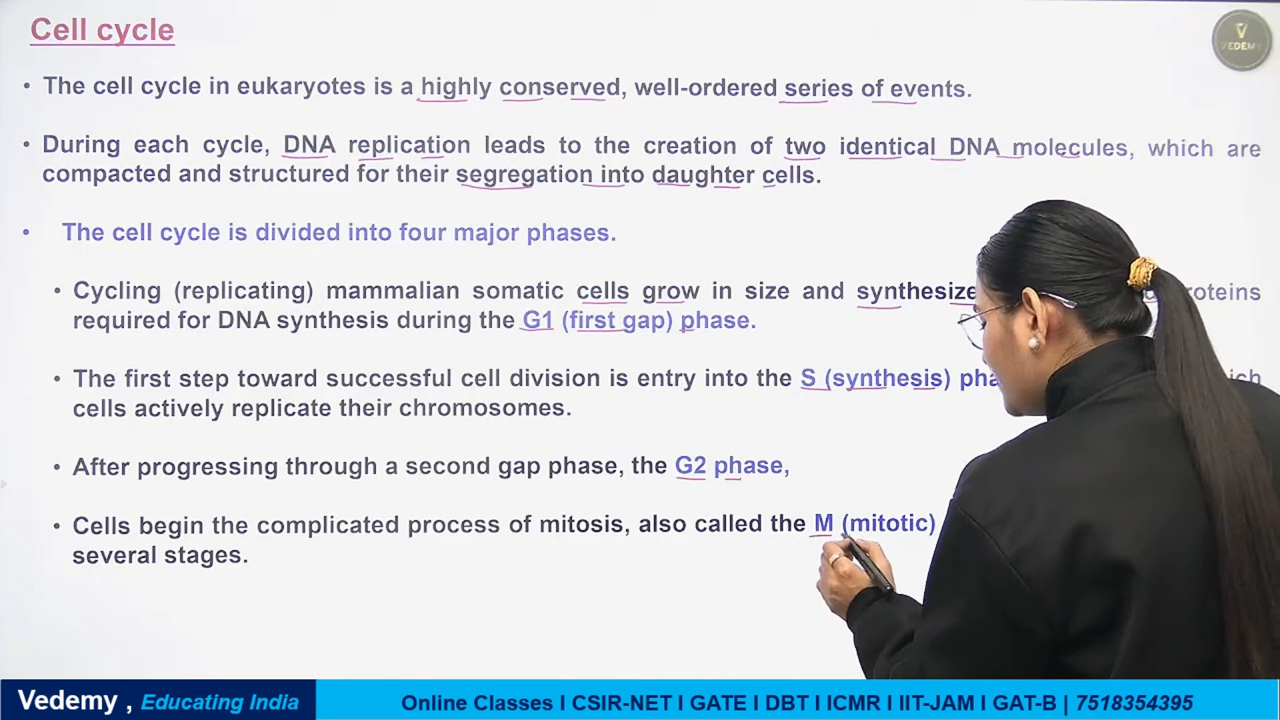 Cell cycle
VEDEMY
• The cell cycle in eukaryotes is a highly conserved, well-ordered series of events.
• During each cycle, DNA replication leads to the creation of two identical DNA molecules, which are
compacted and structured for their segregation into daughter cells.
• The cell cycle is divided into four major phases.
• Cycling (replicating) mammalian somatic cells grow in size and synthesize proteins
required for DNA synthesis during the G1 (first gap) phase.
• The first step toward successful cell division is entry into the S (synthesis)
cells actively replicate their chromosomes.
• After progressing through a second gap phase, the G2 phase,
• Cells begin the complicated process of mitosis, also called the M (mitotic)
several stages.
Vedemy , Educating India
Online Classes I CSIR-NET I GATE I DBT I ICMR I IIT-JAM I GAT-B | 7518354395